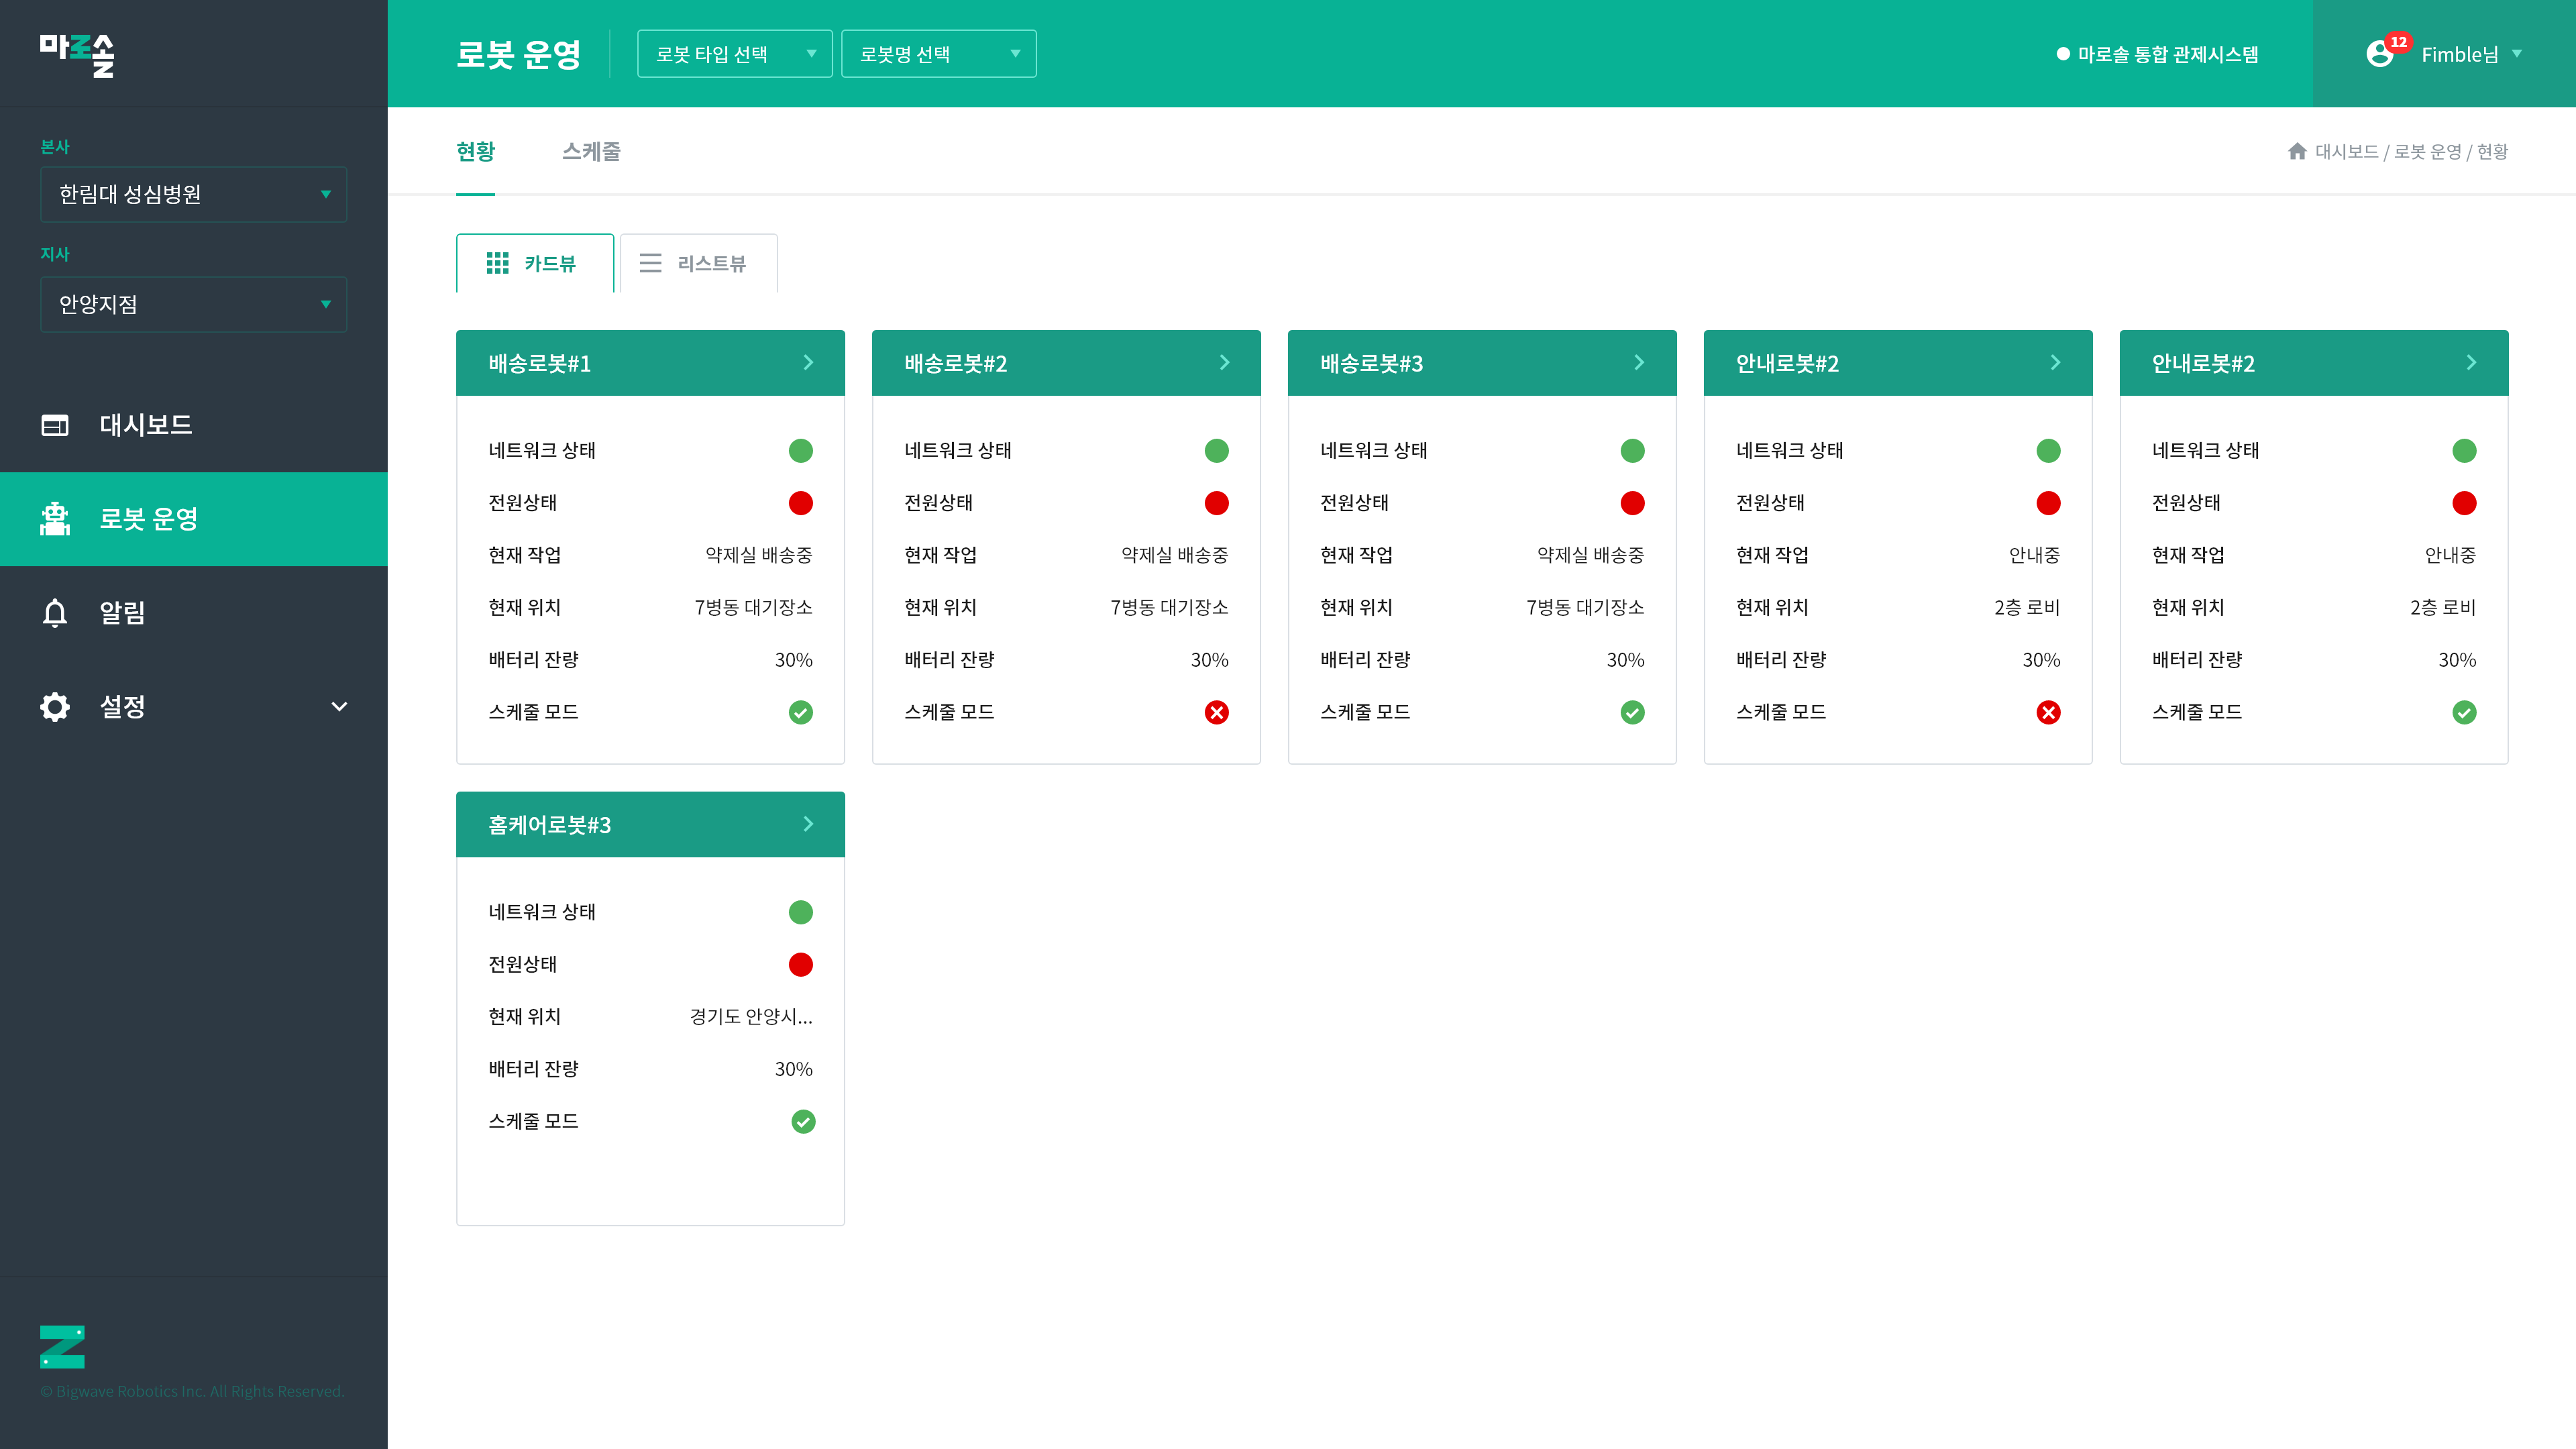 마로솔
로봇 운영
로봇 타입 선택
로봇명 선택
마로솔 통합 관제시스템
12
Fimble님
본사
한림대 성심병원
지사
안양지점
대시보드
로봇 운영
알림
설정
© Bigwave Robotics Inc. All Rights Reserved.
현황
스케줄
대시보드 / 로봇 운영 / 현황
카드뷰
리스트뷰
배송로봇#1
네트워크 상태
전원상태
현재 작업 약제실 배송중
현재 위치 7병동 대기장소
배터리 잔량 30%
스케줄 모드
배송로봇#2
네트워크 상태
전원상태
현재 작업 약제실 배송중
현재 위치 7병동 대기장소
배터리 잔량 30%
스케줄 모드
배송로봇#3
네트워크 상태
전원상태
현재 작업 약제실 배송중
현재 위치 7병동 대기장소
배터리 잔량 30%
스케줄 모드
안내로봇#2
네트워크 상태
전원상태
현재 작업 안내중
현재 위치 2층 로비
배터리 잔량 30%
스케줄 모드
안내로봇#2
네트워크 상태
전원상태
현재 작업 안내중
현재 위치 2층 로비
배터리 잔량 30%
스케줄 모드
홈케어로봇#3
네트워크 상태
전원상태
현재 위치 경기도 안양시...
배터리 잔량 30%
스케줄 모드